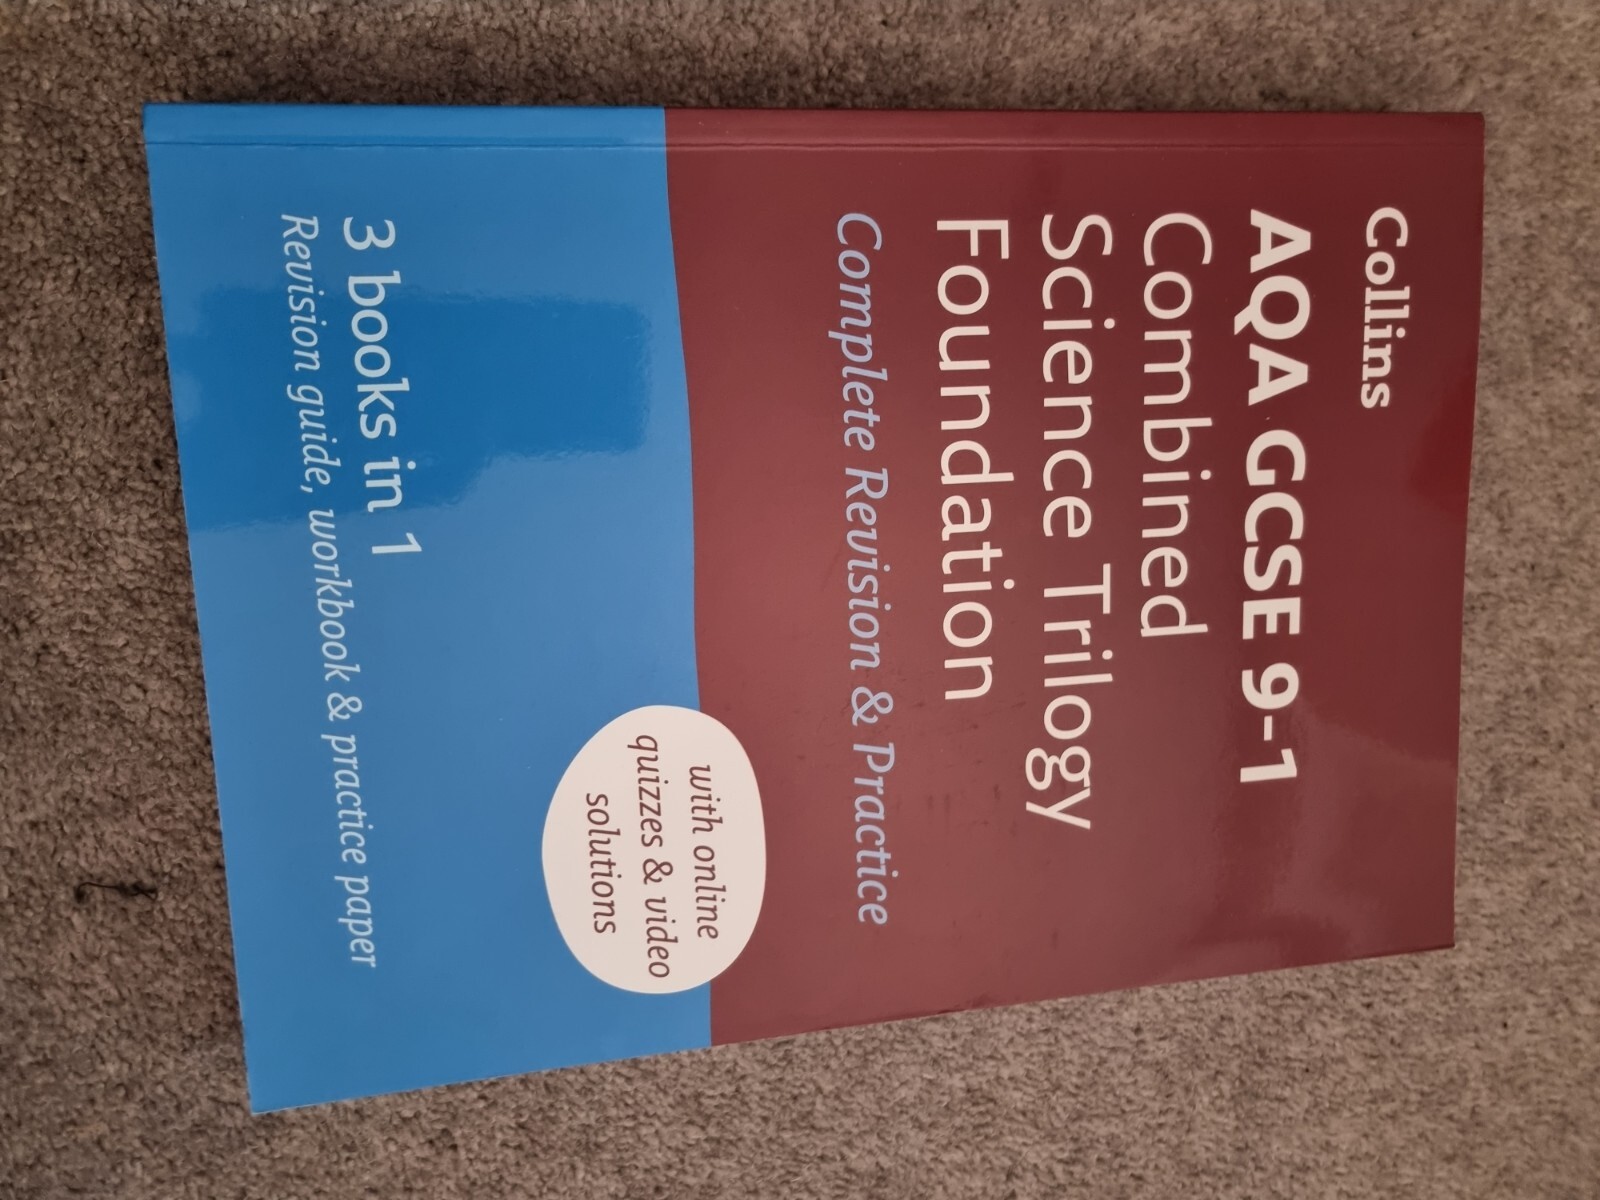 Collins
AQA GCSE 9-1
Combined
Science Trilogy
Foundation
Complete Revision & Practice
with online
quizzes & video
solutions
3 books in 1
Revision guide, workbook & practice paper